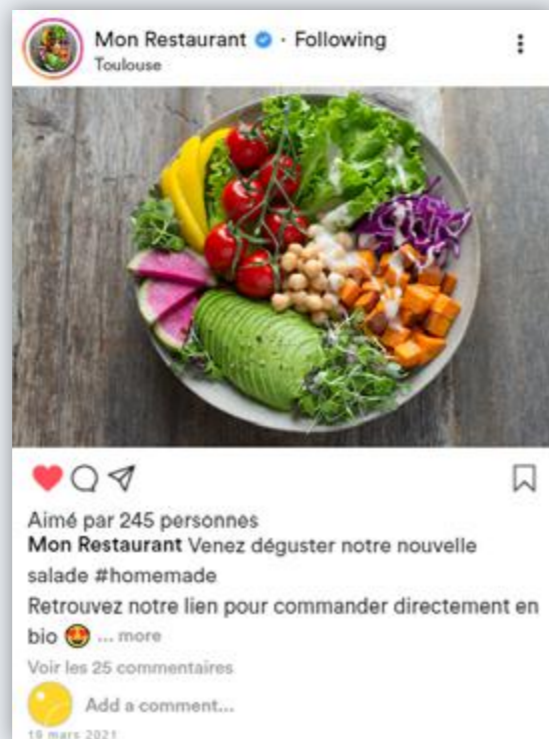 Mon Restaurant · Following
Toulouse
Aimé par 245 personnes
Mon Restaurant Venez déguster notre nouvelle
salade #homemade
Retrouvez notre lien pour commander directement en
bio 😍 ... more
Voir les 25 commentaires
Add a comment...
19 mars 2021